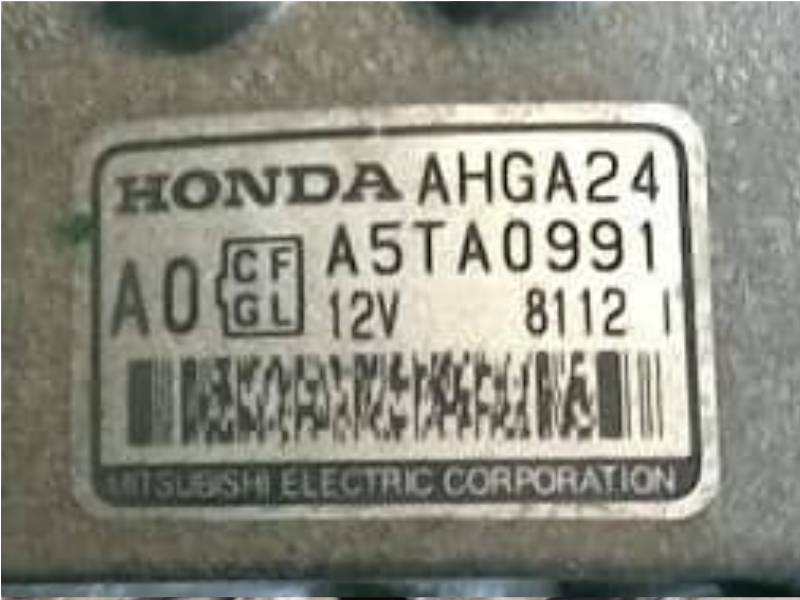 HONDA AHGA24
A5TA0991
A0 CF
GL
12V 8112 I
MITSUBISHI ELECTRIC CORPORATION